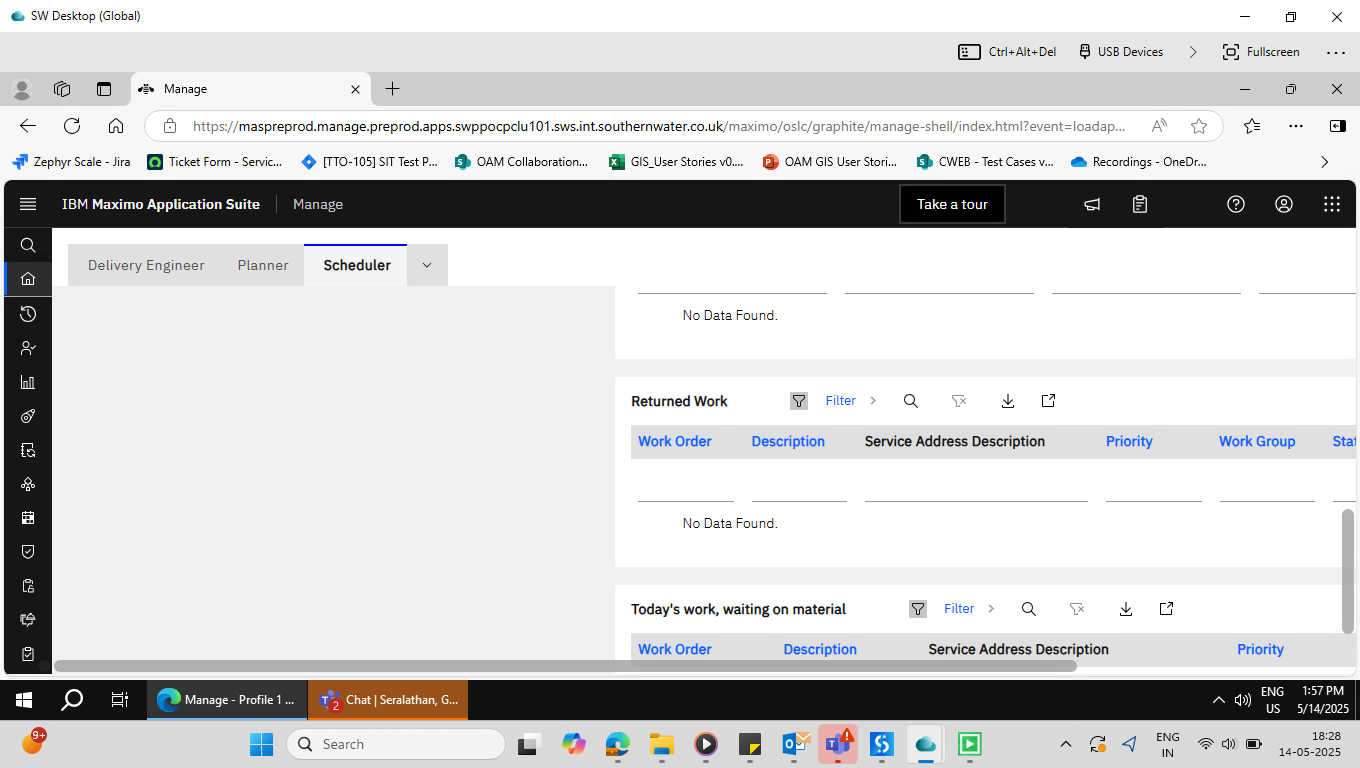 SW Desktop (Global)
Ctrl+Alt+Del
USB Devices
Fullscreen
Manage
https://maspreprod.manage.preprod.apps.swppocpclu101.sws.int.southernwater.co.uk/maximo/oslc/graphite/manage-shell/index.html?event=loadap...
Zephyr Scale - Jira
Ticket Form - Servic...
[TTO-105] SIT Test P...
OAM Collaboration...
GIS_User Stories v0....
OAM GIS User Stori...
CWEB - Test Cases v...
Recordings - OneDr...
IBM Maximo Application Suite
Manage
Take a tour
Delivery Engineer
Planner
Scheduler
No Data Found.
Returned Work
Filter
Work Order
Description
Service Address Description
Priority
Work Group
Stat
No Data Found.
Today's work, waiting on material
Filter
Work Order
Description
Service Address Description
Priority
Manage - Profile 1 ...
2
Chat | Seralathan, G...
ENG
US
1:57 PM
5/14/2025
9+
Search
ENG
IN
18:28
14-05-2025